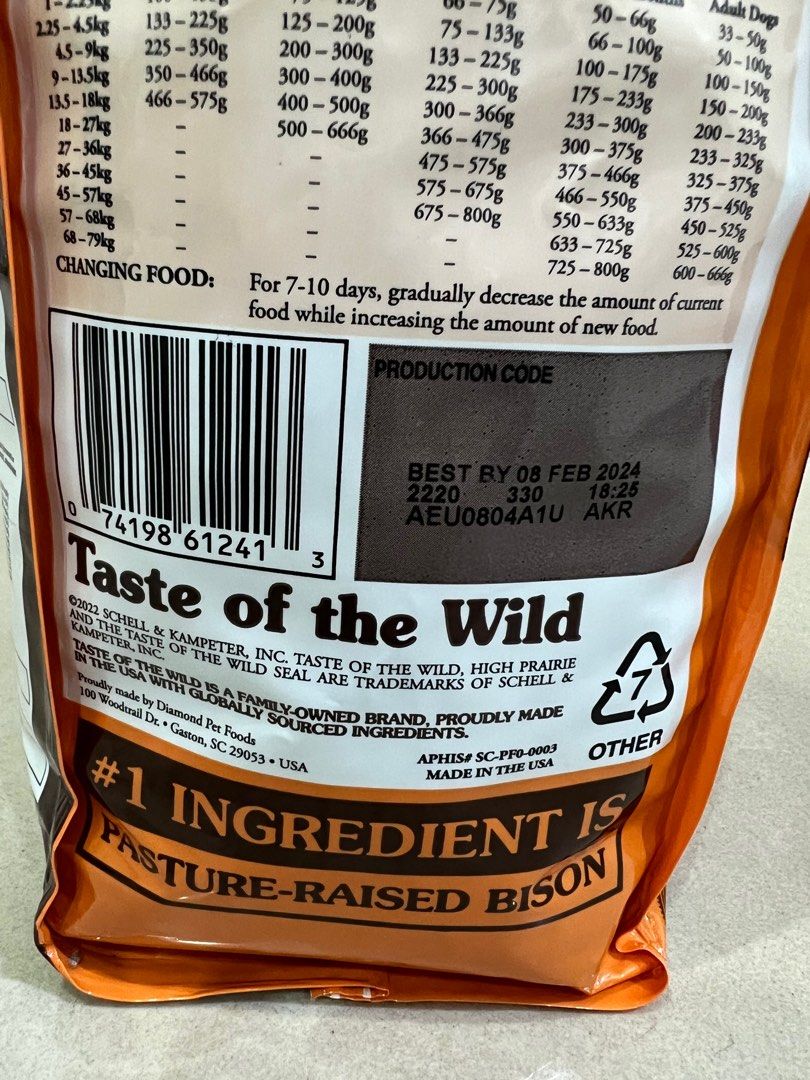 Adult Dogs
2.25 – 4.5kg 133 – 225g 125 – 200g 75 – 133g 50 – 66g 33 – 50g
4.5 – 9kg 225 – 350g 200 – 300g 133 – 225g 66 – 100g 50 – 100g
9 – 13.5kg 350 – 466g 300 – 400g 225 – 300g 100 – 175g 100 – 150g
13.5 – 18kg 466 – 575g 400 – 500g 300 – 366g 175 – 233g 150 – 200g
18 – 27kg – 500 – 666g 366 – 475g 233 – 300g 200 – 233g
27 – 36kg – – 475 – 575g 300 – 375g 233 – 325g
36 – 45kg – – 575 – 675g 375 – 466g 325 – 375g
45 – 57kg – – 675 – 800g 466 – 550g 375 – 450g
57 – 68kg – – – 550 – 633g 450 – 525g
68 – 79kg – – – 633 – 725g 525 – 600g
725 – 800g 600 – 666g
CHANGING FOOD: For 7-10 days, gradually decrease the amount of current
food while increasing the amount of new food.
PRODUCTION CODE
BEST BY 08 FEB 2024
2220 330 18:25
AEU0804A1U AKR
0 74198 61241 3
Taste of the Wild
©2022 SCHELL & KAMPETER, INC. TASTE OF THE WILD, HIGH PRAIRIE
AND THE TASTE OF THE WILD SEAL ARE TRADEMARKS OF SCHELL &
KAMPETER, INC.
TASTE OF THE WILD IS A FAMILY-OWNED BRAND, PROUDLY MADE
IN THE USA WITH GLOBALLY SOURCED INGREDIENTS.
Proudly made by Diamond Pet Foods
100 Woodtrail Dr. • Gaston, SC 29053 • USA
APHIS# SC-PF0-0003
MADE IN THE USA
7
OTHER
#1 INGREDIENT IS
PASTURE-RAISED BISON